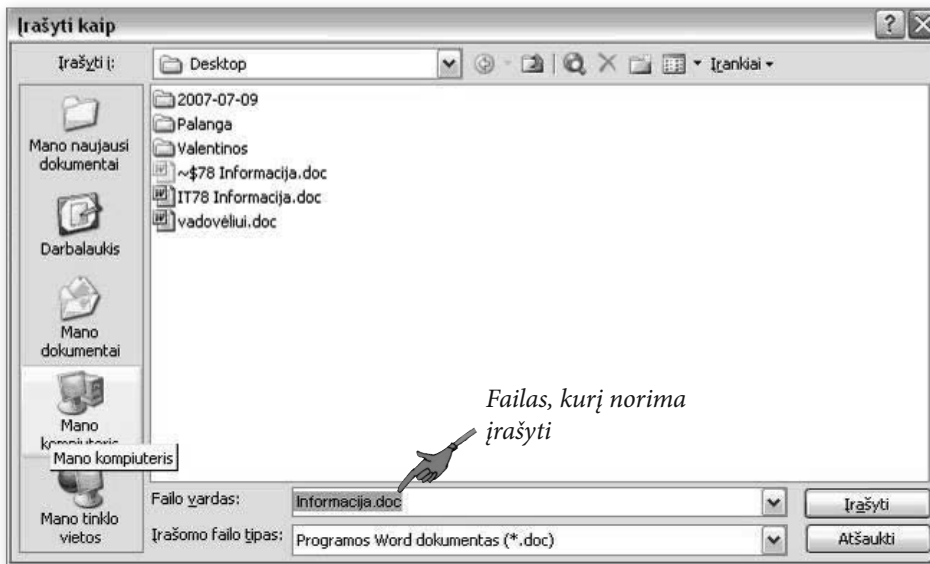 Įrašyti kaip
Įrašyti į:
Desktop
Įrankiai
Mano naujausi
dokumentai
Darbalaukis
Mano
dokumentai
Mano
kompiuteris
Mano kompiuteris
Mano tinklo
vietos
2007-07-09
Palanga
Valentinos
~$78 Informacija.doc
IT78 Informacija.doc
vadovėliui.doc
Failas, kurį norima
įrašyti
Failo vardas:
Informacija.doc
Įrašyti
Įrašomo failo tipas:
Programos Word dokumentas (*.doc)
Atšaukti